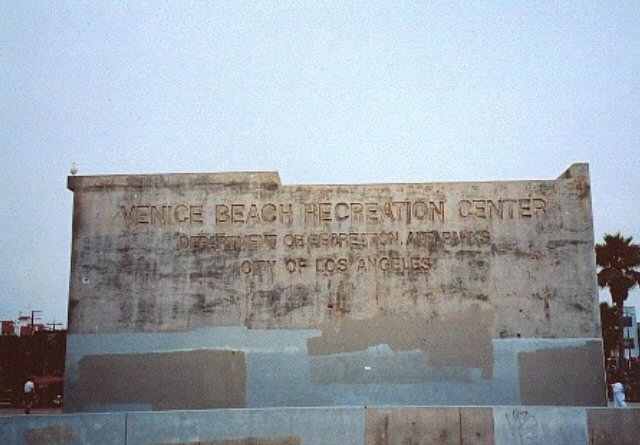 VENICE BEACH RECREATION CENTER
DEPARTMENT OF RECREATION AND PARKS
CITY OF LOS ANGELES